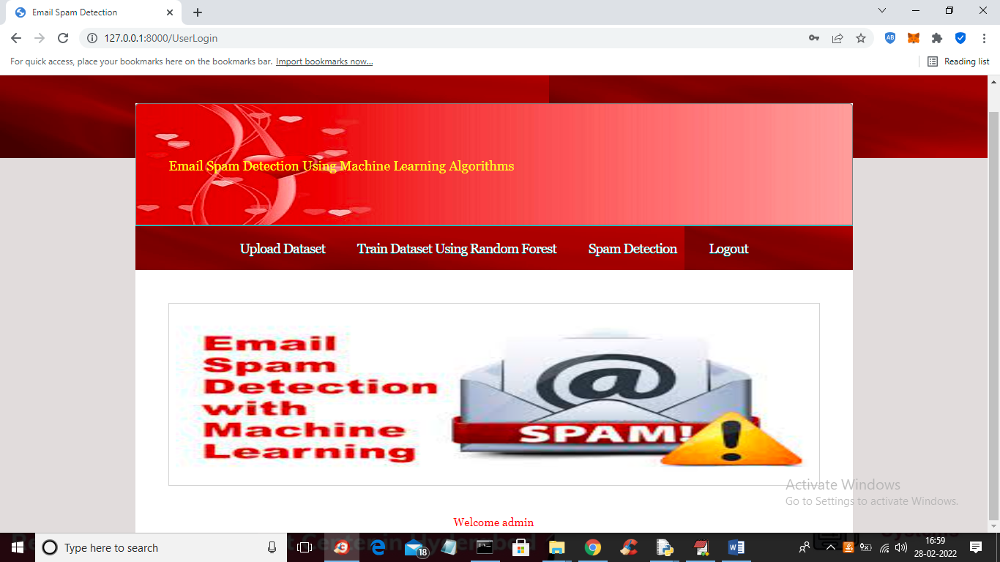 Email Spam Detection
127.0.0.1:8000/UserLogin
AB
For quick access, place your bookmarks here on the bookmarks bar. Import bookmarks now...
Reading list
Email Spam Detection Using Machine Learning Algorithms
Upload Dataset Train Dataset Using Random Forest Spam Detection Logout
Email
Spam
Detection
with
Machine
Learning
@
SPAM!
Activate Windows
Go to Settings to activate Windows.
Welcome admin
Type here to search
18
16:59
28-02-2022